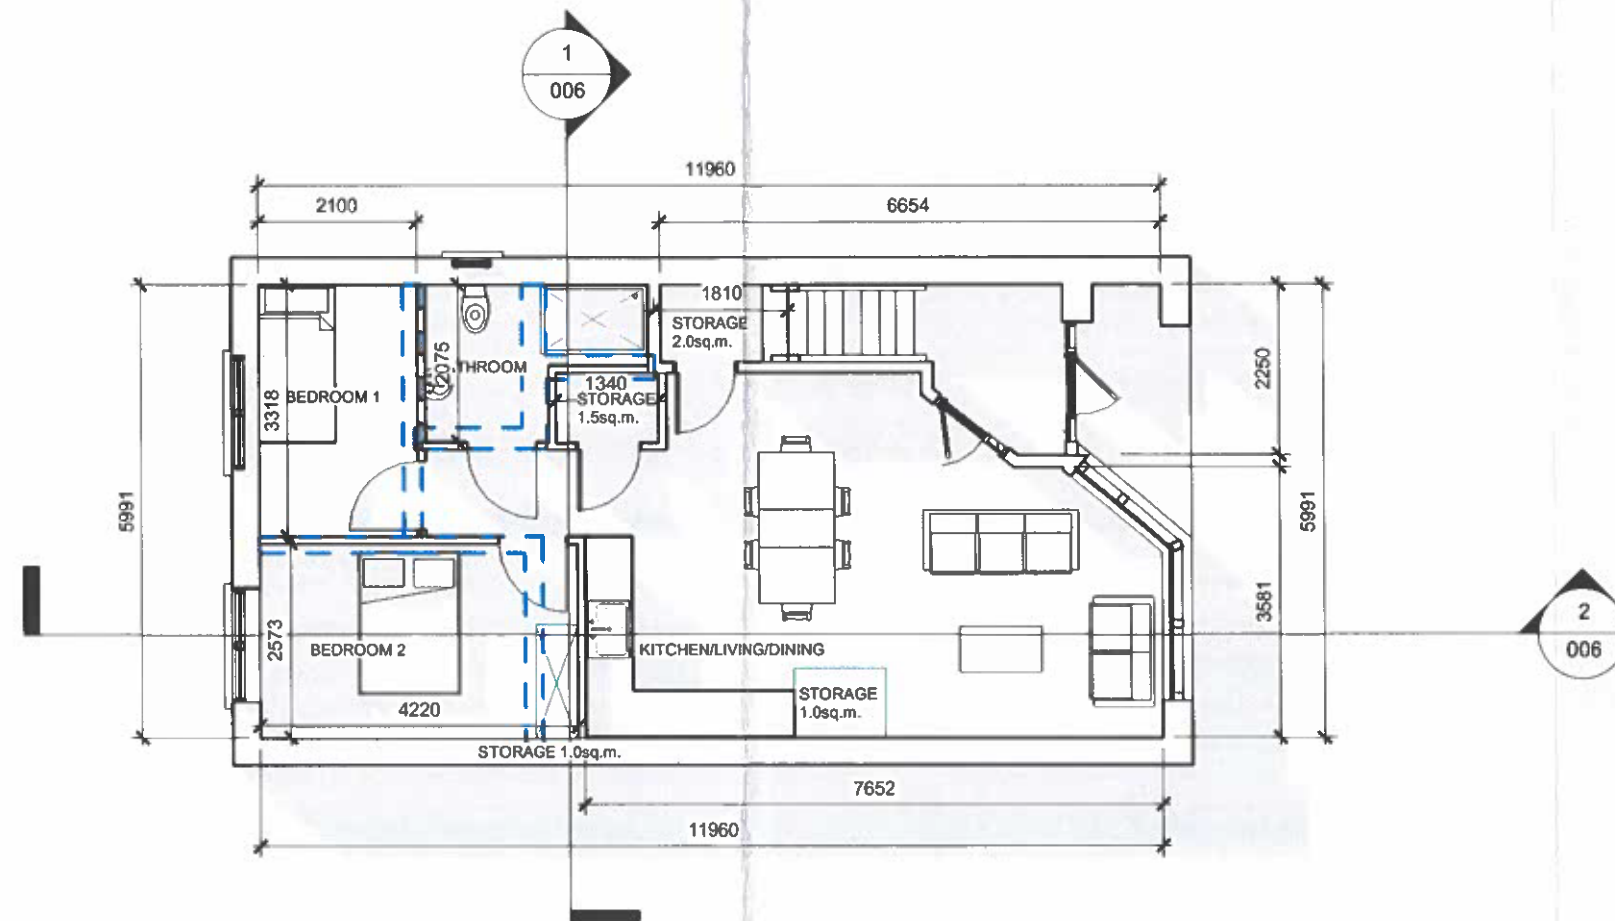 1
006
11960
2100
6654
1810
STORAGE
2.0sq.m.
2075
THROOM
2250
3318
BEDROOM 1
1340
STORAGE
1.5sq.m.
5991
5991
3581
2
006
2573
BEDROOM 2
KITCHEN/LIVING/DINING
STORAGE
1.0sq.m.
4220
STORAGE 1.0sq.m.
7652
11960